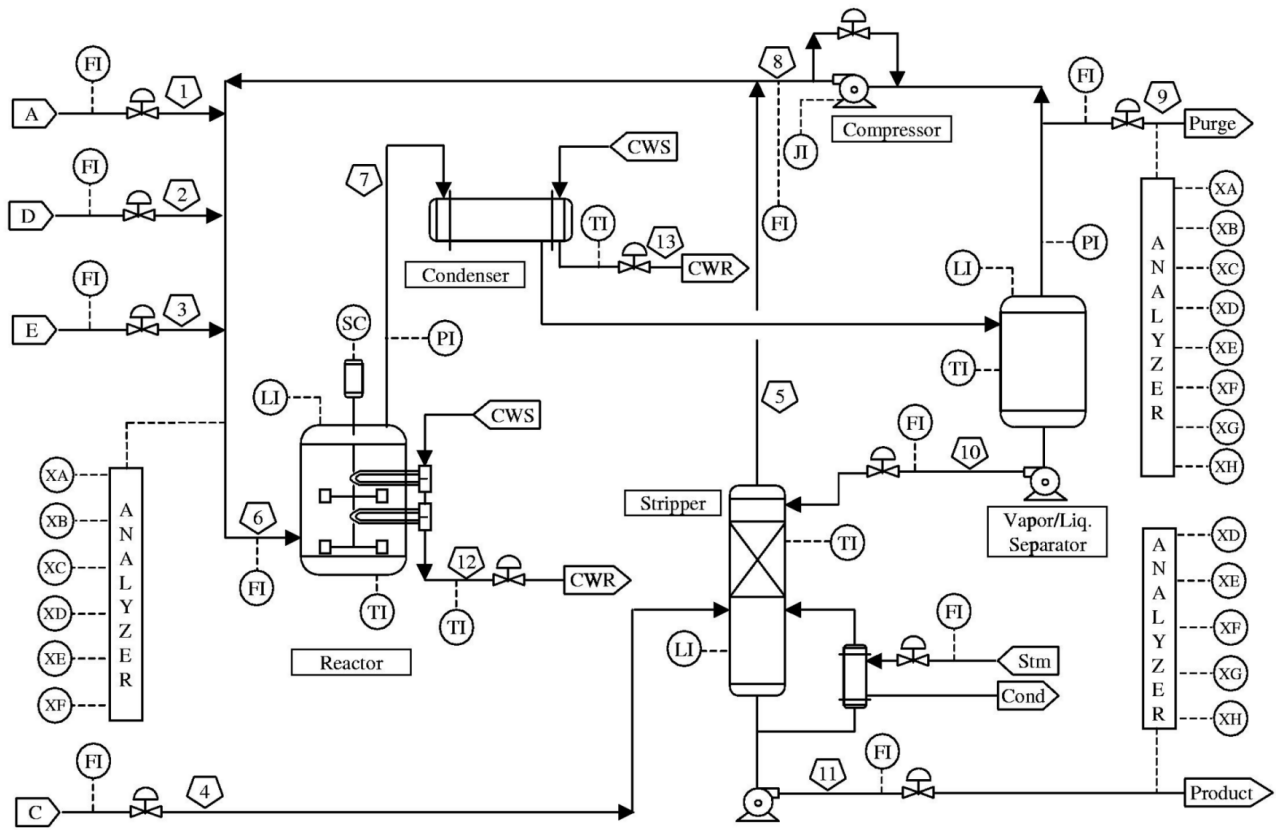 FI
1
A
FI
2
D
FI
3
E
8
Compressor
JI
FI
FI
9
Purge
7
CWS
TI
13
CWR
Condenser
SC
PI
LI
CWS
PI
LI
TI
5
FI
10
Vapor/Liq.
Separator
ANALYZER
XA
XB
XC
XD
XE
XF
XG
XH
XA
XB
XC
XD
XE
XF
ANALYZER
6
FI
TI
12
TI
CWR
Reactor
Stripper
TI
LI
FI
Stm
Cond
ANALYZER
XD
XE
XF
XG
XH
FI
4
C
11
FI
Product